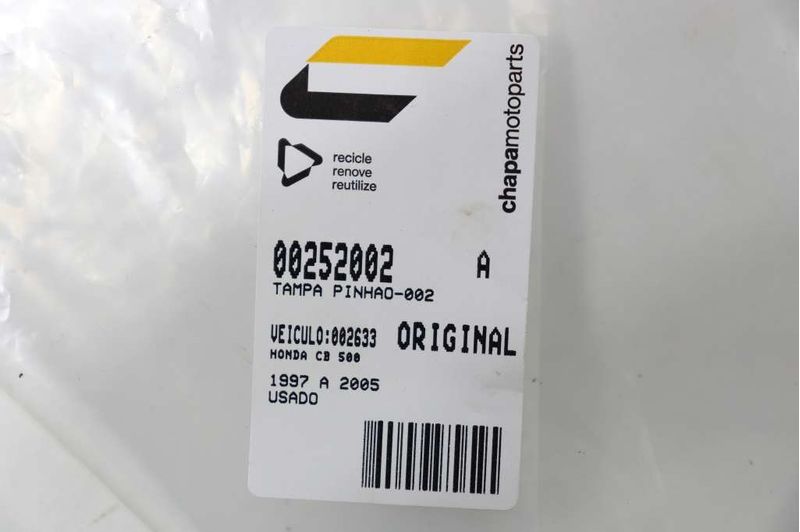 chapamotoparts
recicle
renove
reutilize
00252002 A
TAMPA PINHAO-002
VEICULO:002633 ORIGINAL
HONDA CB 500
1997 A 2005
USADO